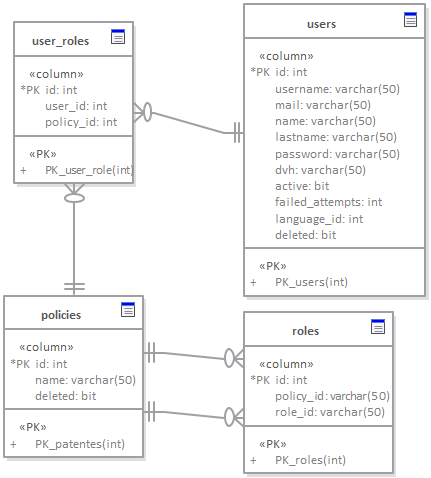 user_roles
«column»
*PK id: int
user_id: int
policy_id: int
«PK»
+ PK_user_role(int)
users
«column»
*PK id: int
username: varchar(50)
mail: varchar(50)
name: varchar(50)
lastname: varchar(50)
password: varchar(50)
dvh: varchar(50)
active: bit
failed_attempts: int
language_id: int
deleted: bit
«PK»
+ PK_users(int)
policies
«column»
*PK id: int
name: varchar(50)
deleted: bit
«PK»
+ PK_patentes(int)
roles
«column»
*PK id: int
policy_id: varchar(50)
role_id: varchar(50)
«PK»
+ PK_roles(int)